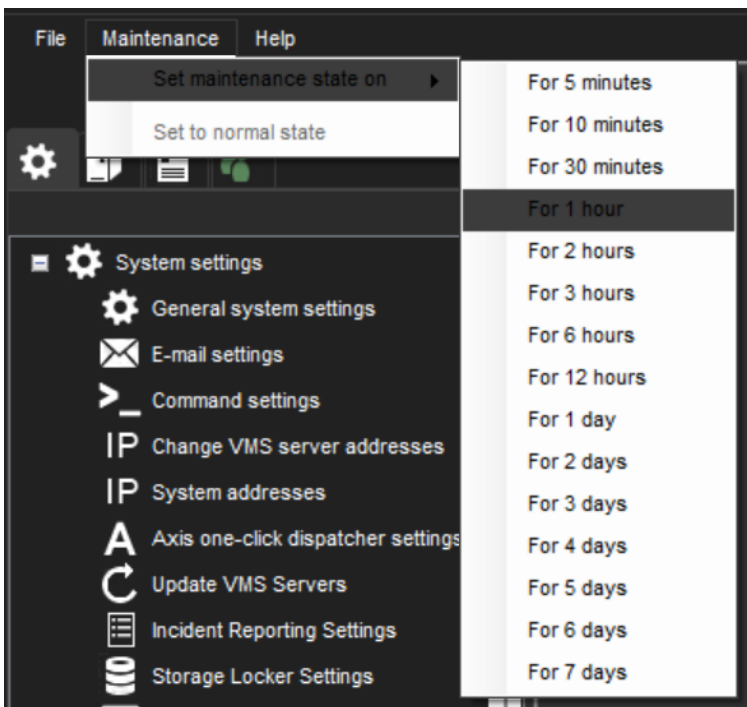 File Maintenance Help
Set maintenance state on
Set to normal state
For 5 minutes
For 10 minutes
For 30 minutes
For 1 hour
For 2 hours
For 3 hours
For 6 hours
For 12 hours
For 1 day
For 2 days
For 3 days
For 4 days
For 5 days
For 6 days
For 7 days
System settings
General system settings
E-mail settings
>_ Command settings
IP Change VMS server addresses
IP System addresses
A Axis one-click dispatcher settings
Update VMS Servers
Incident Reporting Settings
Storage Locker Settings